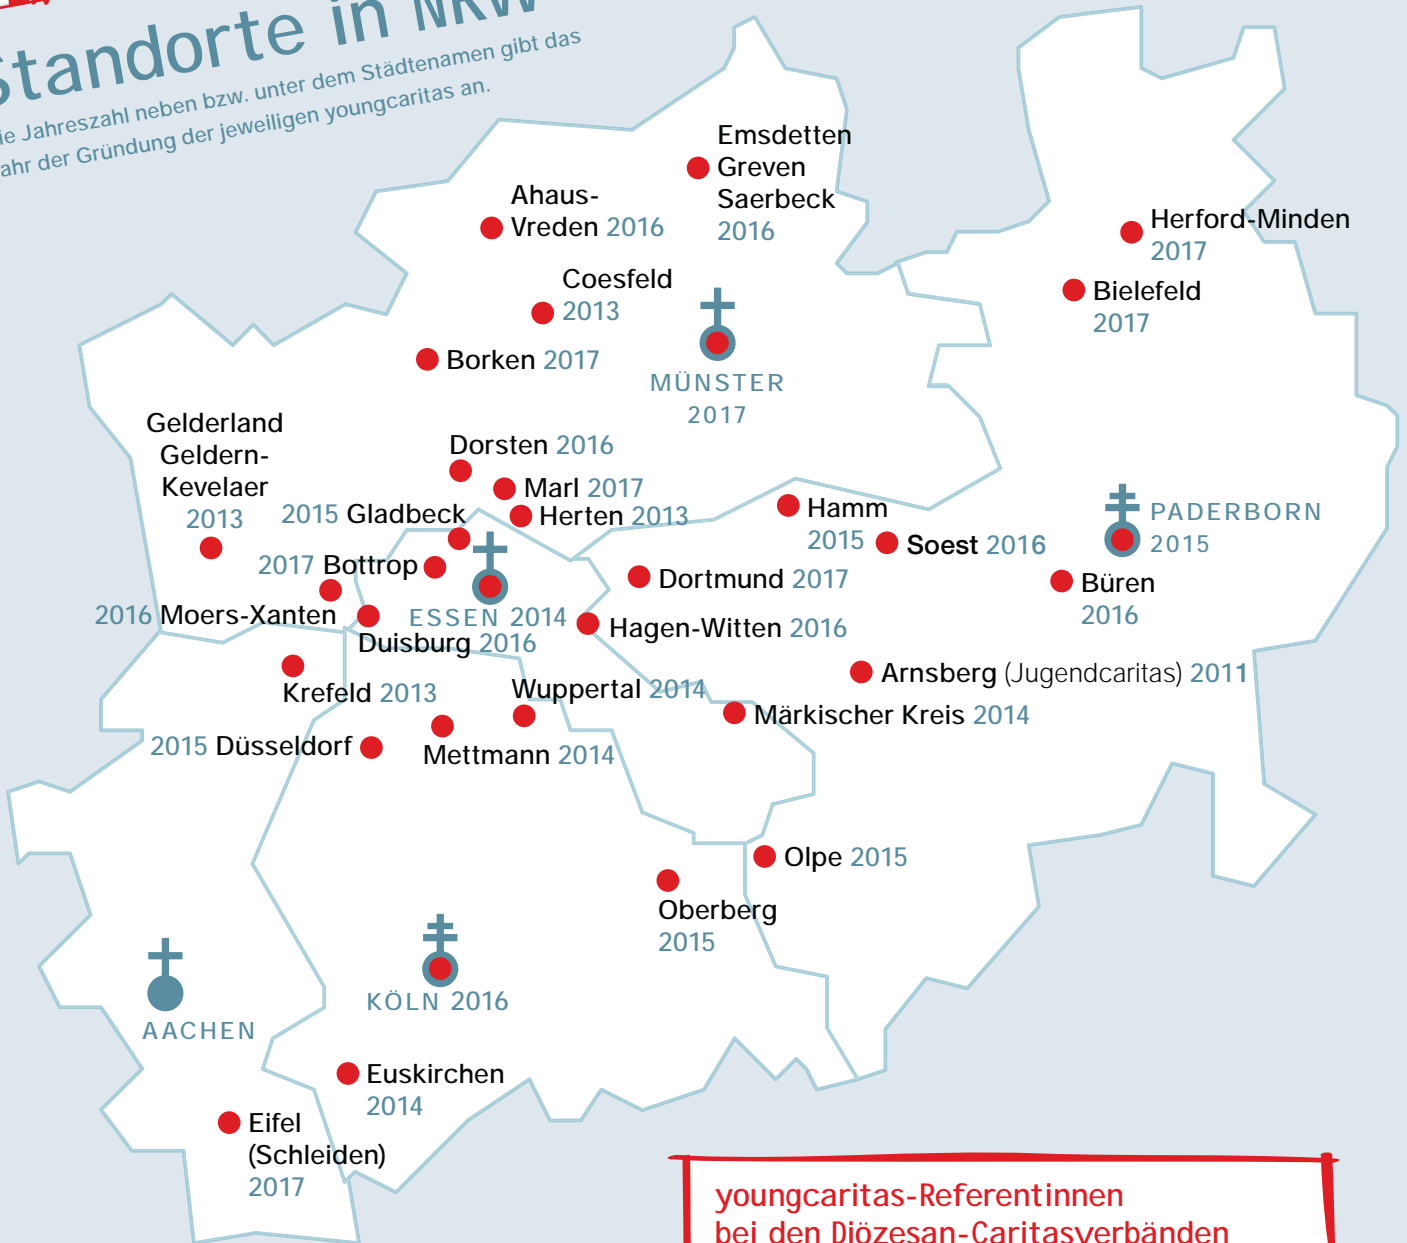 Standorte in NRW
ie Jahreszahl neben bzw. unter dem Städtenamen gibt das
ahr der Gründung der jeweiligen youngcaritas an.
Emsdetten
Greven
Saerbeck
2016
Ahaus-
Vreden 2016
Herford-Minden
2017
Coesfeld
2013
Bielefeld
2017
Borken 2017
MÜNSTER
2017
Gelderland
Geldern-
Kevelaer
2013
Dorsten 2016
Marl 2017
2015 Gladbeck
Herten 2013
Hamm
2015
Soest 2016
PADERBORN
2015
2017 Bottrop
Dortmund 2017
Büren
2016
2016 Moers-Xanten
ESSEN 2014
Hagen-Witten 2016
Duisburg 2016
Arnsberg (Jugendcaritas) 2011
Krefeld 2013
Wuppertal 2014
Märkischer Kreis 2014
2015 Düsseldorf
Mettmann 2014
Olpe 2015
Oberberg
2015
KÖLN 2016
AACHEN
Euskirchen
2014
Eifel
(Schleiden)
2017
youngcaritas-Referentinnen
bei den Diözesan-Caritasverbänden